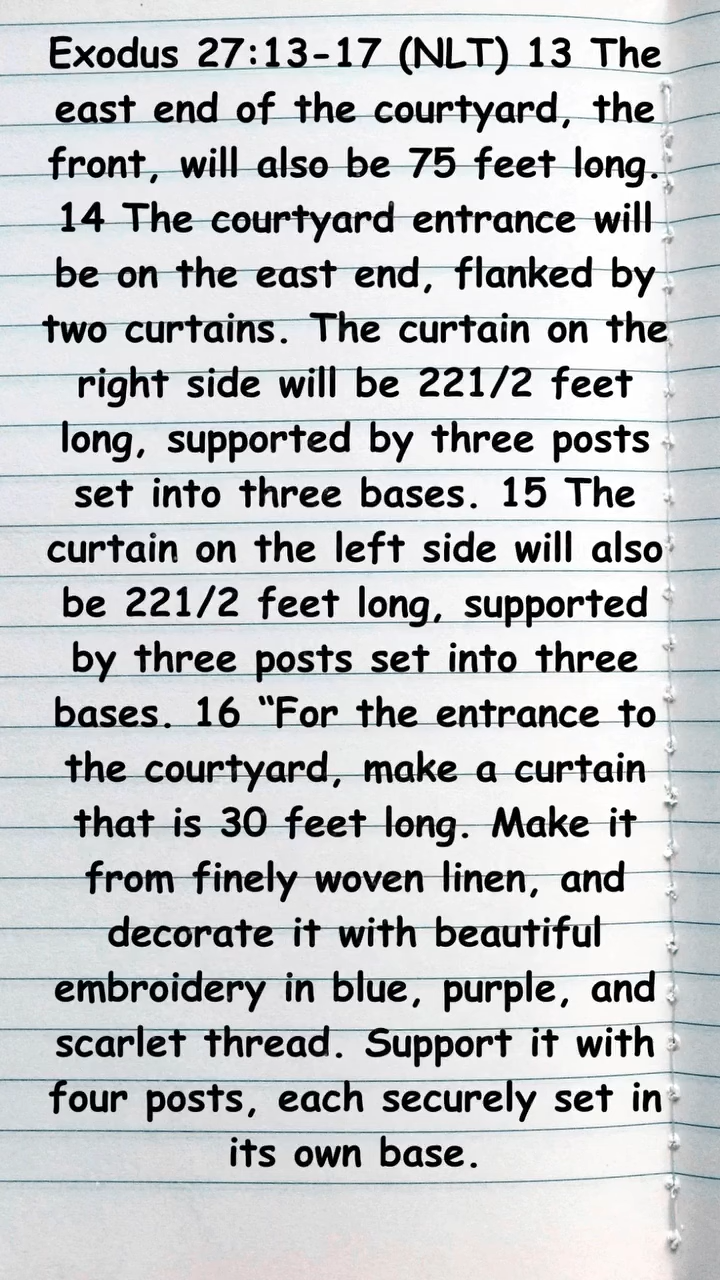 Exodus 27:13-17 (NLT) 13 The
east end of the courtyard, the
front, will also be 75 feet long.
14 The courtyard entrance will
be on the east end, flanked by
two curtains. The curtain on the
right side will be 221/2 feet
long, supported by three posts
set into three bases. 15 The
curtain on the left side will also
be 221/2 feet long, supported
by three posts set into three
bases. 16 “For the entrance to
the courtyard, make a curtain
that is 30 feet long. Make it
from finely woven linen, and
decorate it with beautiful
embroidery in blue, purple, and
scarlet thread. Support it with
four posts, each securely set in
its own base.